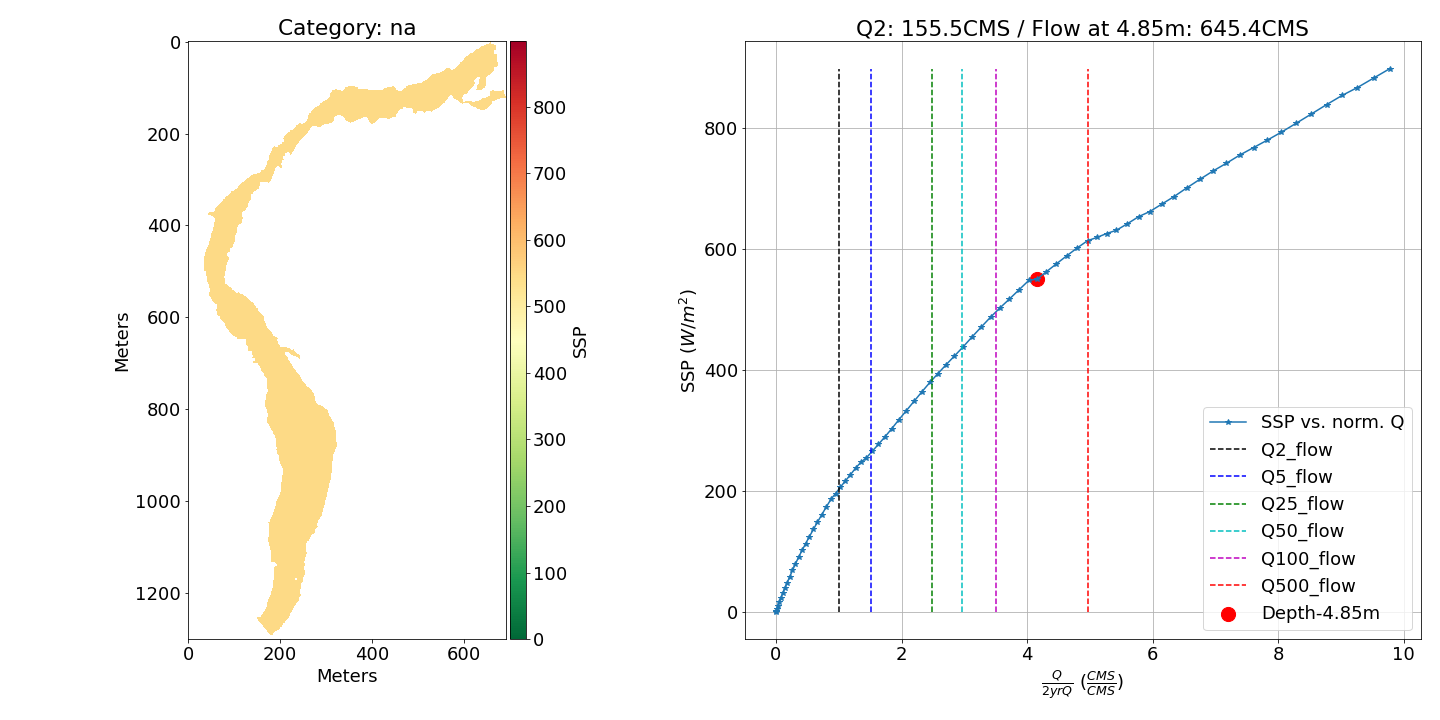 Category: na
0
200
400
600
800
1000
1200
Meters
0
200
400
600
Meters
800
700
600
500
400
300
200
100
0
SSP
Q2: 155.5CMS / Flow at 4.85m: 645.4CMS
800
600
400
200
0
SSP (W/m²)
0
2
4
6
8
10
Q/2yrQ (CMS/CMS)
SSP vs. norm. Q
Q2_flow
Q5_flow
Q25_flow
Q50_flow
Q100_flow
Q500_flow
Depth-4.85m